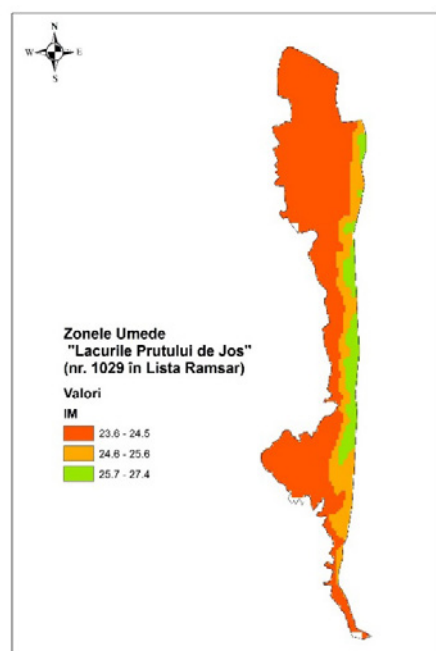 N
W E
S
Zonele Umede
"Lacurile Prutului de Jos"
(nr. 1029 în Lista Ramsar)
Valori
IM
23.6 - 24.5
24.6 - 25.6
25.7 - 27.4